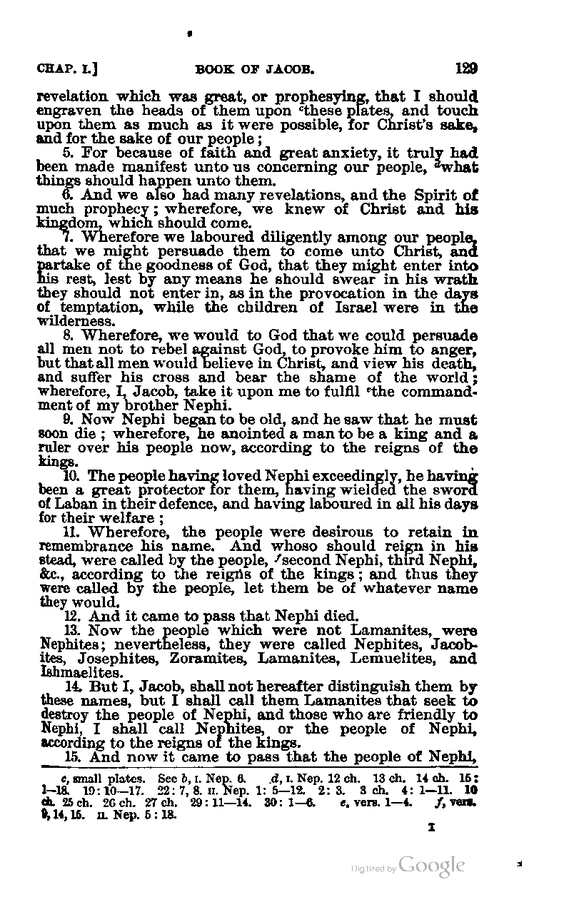 CHAP. I.] BOOK OF JACOB. 129
revelation which was great, or prophesying, that I should
engraven the heads of them upon ᶜthese plates, and touch
upon them as much as it were possible, for Christ's sake,
and for the sake of our people;
5. For because of faith and great anxiety, it truly had
been made manifest unto us concerning our people, ᵈwhat
things should happen unto them.
6. And we also had many revelations, and the Spirit of
much prophecy; wherefore, we knew of Christ and his
kingdom, which should come.
7. Wherefore we laboured diligently among our people,
that we might persuade them to come unto Christ, and
partake of the goodness of God, that they might enter into
his rest, lest by any means he should swear in his wrath
they should not enter in, as in the provocation in the days
of temptation, while the children of Israel were in the
wilderness.
8. Wherefore, we would to God that we could persuade
all men not to rebel against God, to provoke him to anger,
but that all men would believe in Christ, and view his death,
and suffer his cross and bear the shame of the world;
wherefore, I, Jacob, take it upon me to fulfil ᵉthe command-
ment of my brother Nephi.
9. Now Nephi began to be old, and he saw that he must
soon die; wherefore, he anointed a man to be a king and a
ruler over his people now, according to the reigns of the
kings.
10. The people having loved Nephi exceedingly, he having
been a great protector for them, having wielded the sword
of Laban in their defence, and having laboured in all his days
for their welfare;
11. Wherefore, the people were desirous to retain in
remembrance his name. And whoso should reign in his
stead, were called by the people, ᶠsecond Nephi, third Nephi,
&c., according to the reigns of the kings; and thus they
were called by the people, let them be of whatever name
they would.
12. And it came to pass that Nephi died.
13. Now the people which were not Lamanites, were
Nephites; nevertheless, they were called Nephites, Jacob-
ites, Josephites, Zoramites, Lamanites, Lemuelites, and
Ishmaelites.
14. But I, Jacob, shall not hereafter distinguish them by
these names, but I shall call them Lamanites that seek to
destroy the people of Nephi, and those who are friendly to
Nephi, I shall call Nephites, or the people of Nephi,
according to the reigns of the kings.
15. And now it came to pass that the people of Nephi,
c, small plates. See b, I. Nep. 6. d, I. Nep. 12 ch. 13 ch. 14 ch. 15:
1—18. 19: 10—17. 22: 7, 8. II. Nep. 1: 5—12. 2: 3. 3 ch. 4: 1—11. 10
ch. 25 ch. 26 ch. 27 ch. 29: 11—14. 30: 1—6. e, vers. 1—4. f, vers.
9, 14, 15. II. Nep. 5: 18.
I
Digitized by Google